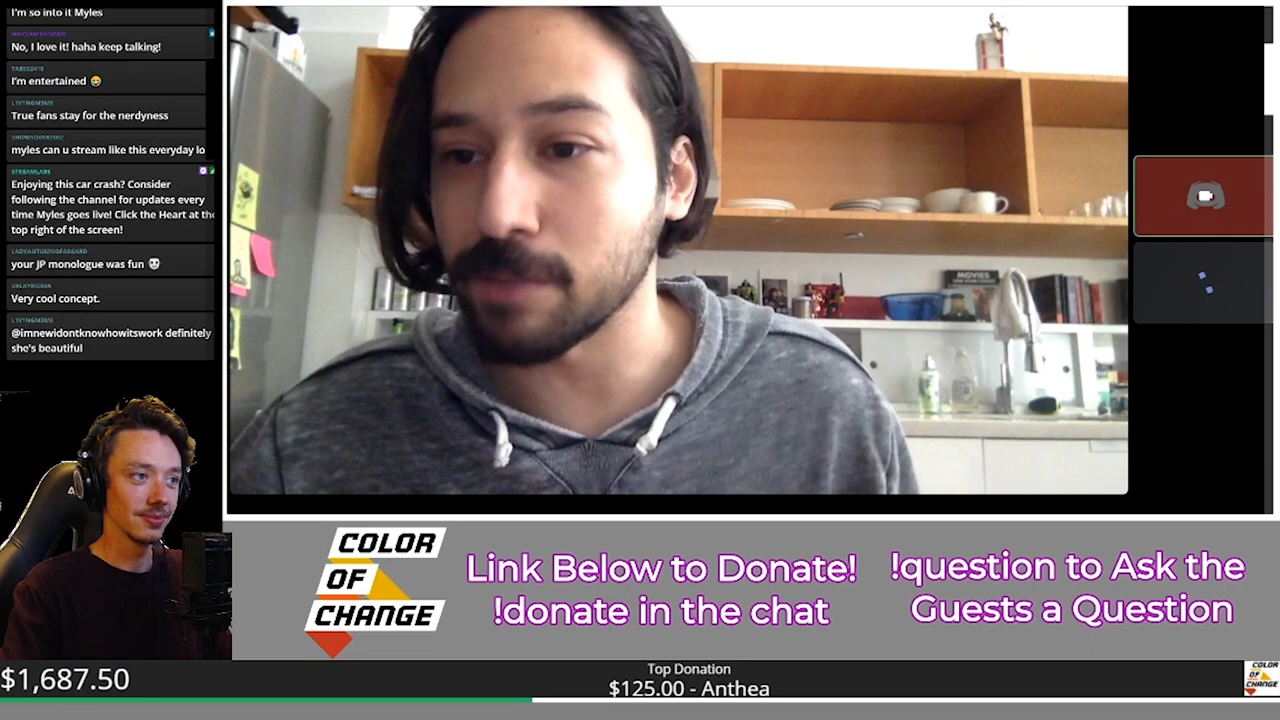 I'm so into it Myles
No, I love it! haha keep talking!
I'm entertained 😂
L1V1NGM3M3
True fans stay for the nerdyness
myles can u stream like this everyday lo
STREAMLABS
Enjoying this car crash? Consider
following the channel for updates every
time Myles goes live! Click the Heart at the
top right of the screen!
LADYAUTUMNOFASGARD
your JP monologue was fun 💀
Very cool concept.
L1V1NGM3M3
@imnewidontknowhowitswork definitely
she's beautiful
MOVIES
COLOR
OF
CHANGE
Link Below to Donate!
!donate in the chat
!question to Ask the
Guests a Question
$1,687.50
Top Donation
$125.00 - Anthea
COLOR
OF
CHANGE